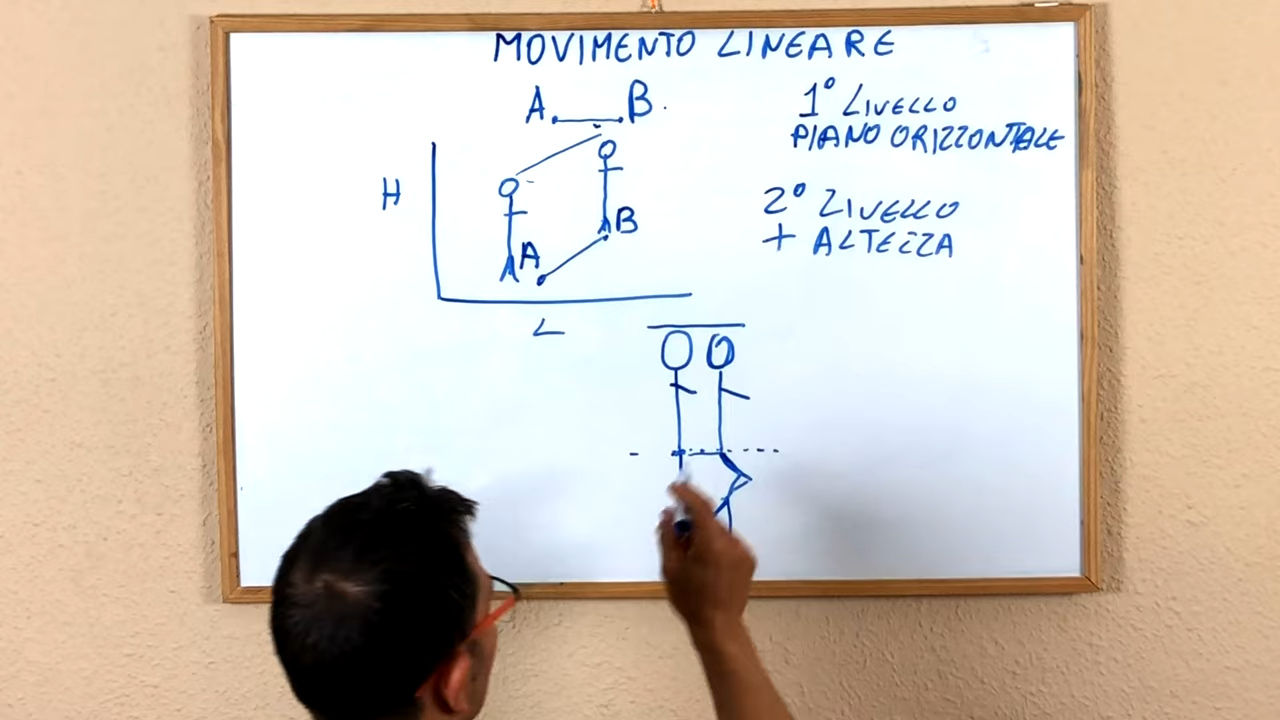 MOVIMENTO LINEARE
A B
1° LIVELLO
PIANO ORIZZONTALE
H
B
A
2° LIVELLO
+ ALTEZZA
L